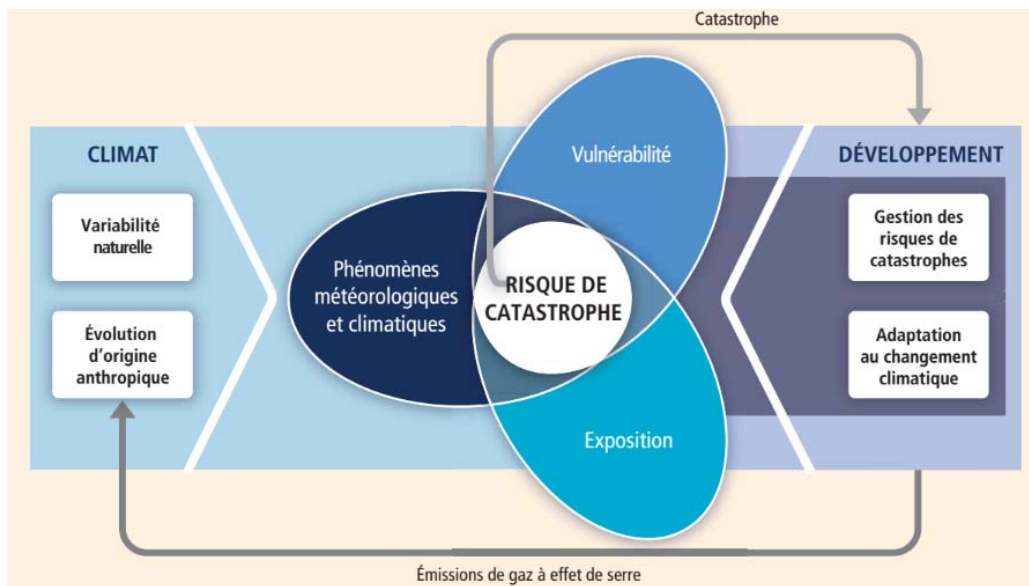 Catastrophe
CLIMAT
Variabilité
naturelle
Évolution
d'origine
anthropique
Phénomènes
météorologiques
et climatiques
Vulnérabilité
RISQUE DE
CATASTROPHE
Exposition
DÉVELOPPEMENT
Gestion des
risques de
catastrophes
Adaptation
au changement
climatique
Émissions de gaz à effet de serre